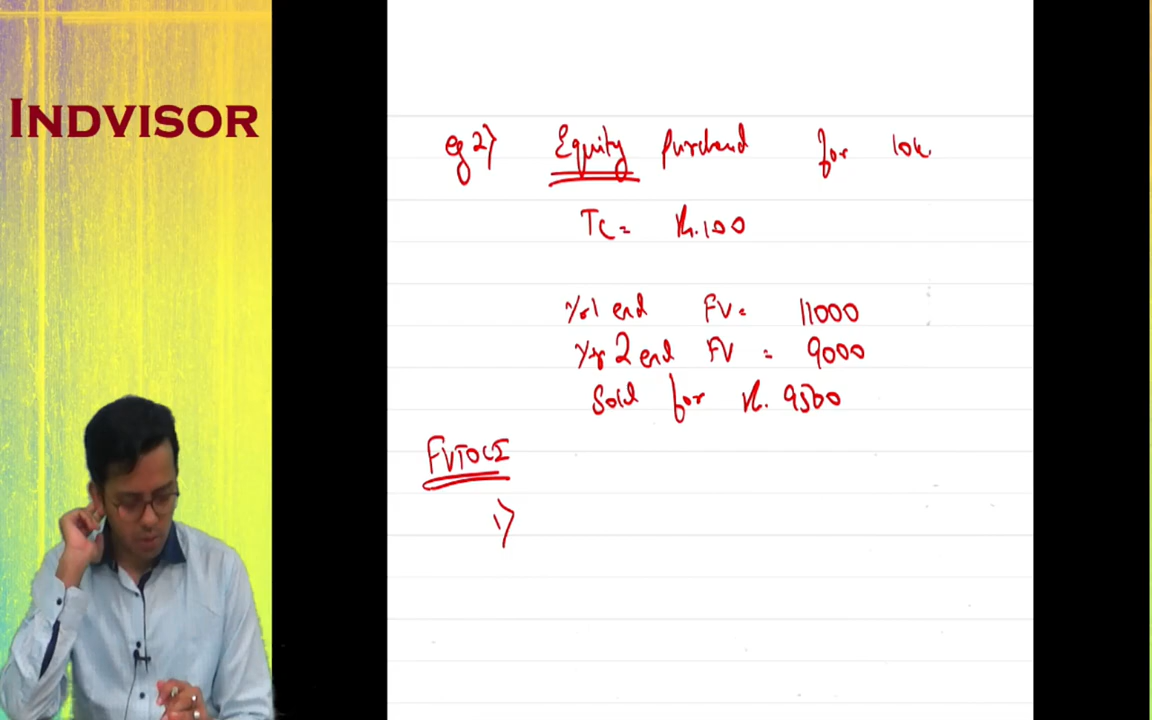 INDVISOR
eg 2) Equity purchased for 10k.
TC = Rs. 100
Yr 1 end FV = 11000
Yr 2 end FV = 9000
Sold for Rs. 9500
FVTOCI
1)